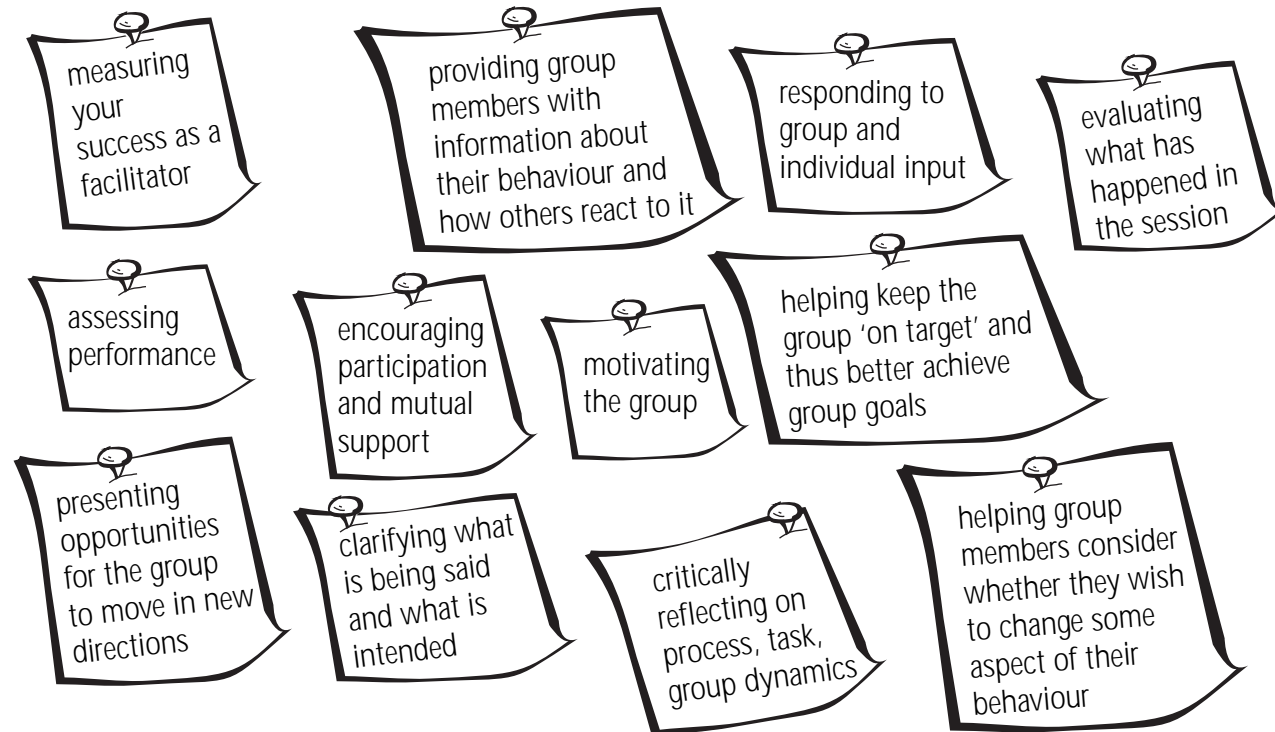 measuring
your
success as a
facilitator
providing group
members with
information about
their behaviour and
how others react to it
responding to
group and
individual input
evaluating
what has
happened in
the session
assessing
performance
encouraging
participation
and mutual
support
motivating
the group
helping keep the
group ‘on target’ and
thus better achieve
group goals
presenting
opportunities
for the group
to move in new
directions
clarifying what
is being said
and what is
intended
critically
reflecting on
process, task,
group dynamics
helping group
members consider
whether they wish
to change some
aspect of their
behaviour